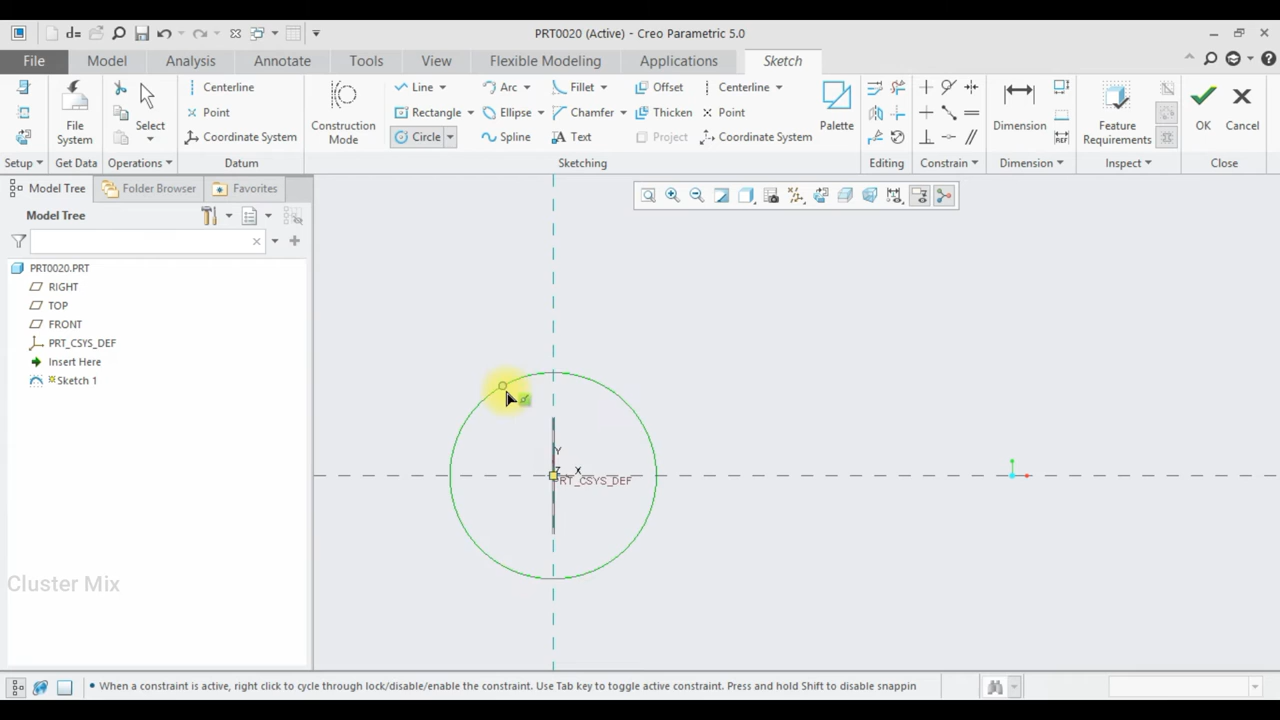 PRT0020 (Active) - Creo Parametric 5.0
File Model Analysis Annotate Tools View Flexible Modeling Applications Sketch
Centerline Line Arc Fillet Offset Centerline
Point Rectangle Ellipse Chamfer Thicken Point
Coordinate System Circle Spline Text Project Coordinate System
File System Select Construction Mode Palette Dimension Feature Requirements OK Cancel
Setup Get Data Operations Datum Sketching Editing Constrain Dimension Inspect Close
Model Tree Folder Browser Favorites
Model Tree
PRT0020.PRT
RIGHT
TOP
FRONT
PRT_CSYS_DEF
Insert Here
Sketch 1
Y
X
Z
RT_CSYS_DEF
Cluster Mix
• When a constraint is active, right click to cycle through lock/disable/enable the constraint. Use Tab key to toggle active constraint. Press and hold Shift to disable snappin